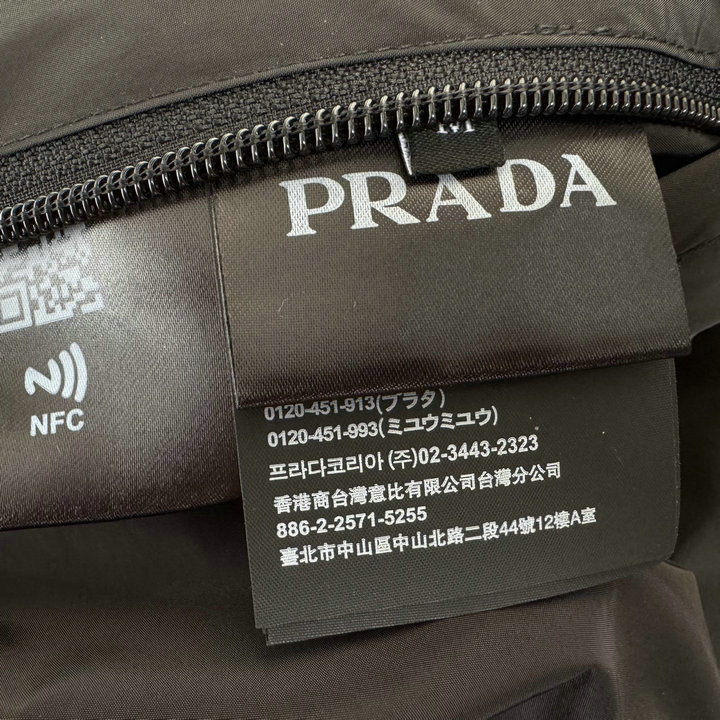 M
PRADA
NFC
0120-451-913(プラダ)
0120-451-993(ミュウミュウ)
프라다코리아 (주)02-3443-2323
香港商台灣意比有限公司台灣分公司
886-2-2571-5255
臺北市中山區中山北路二段44號12樓A室